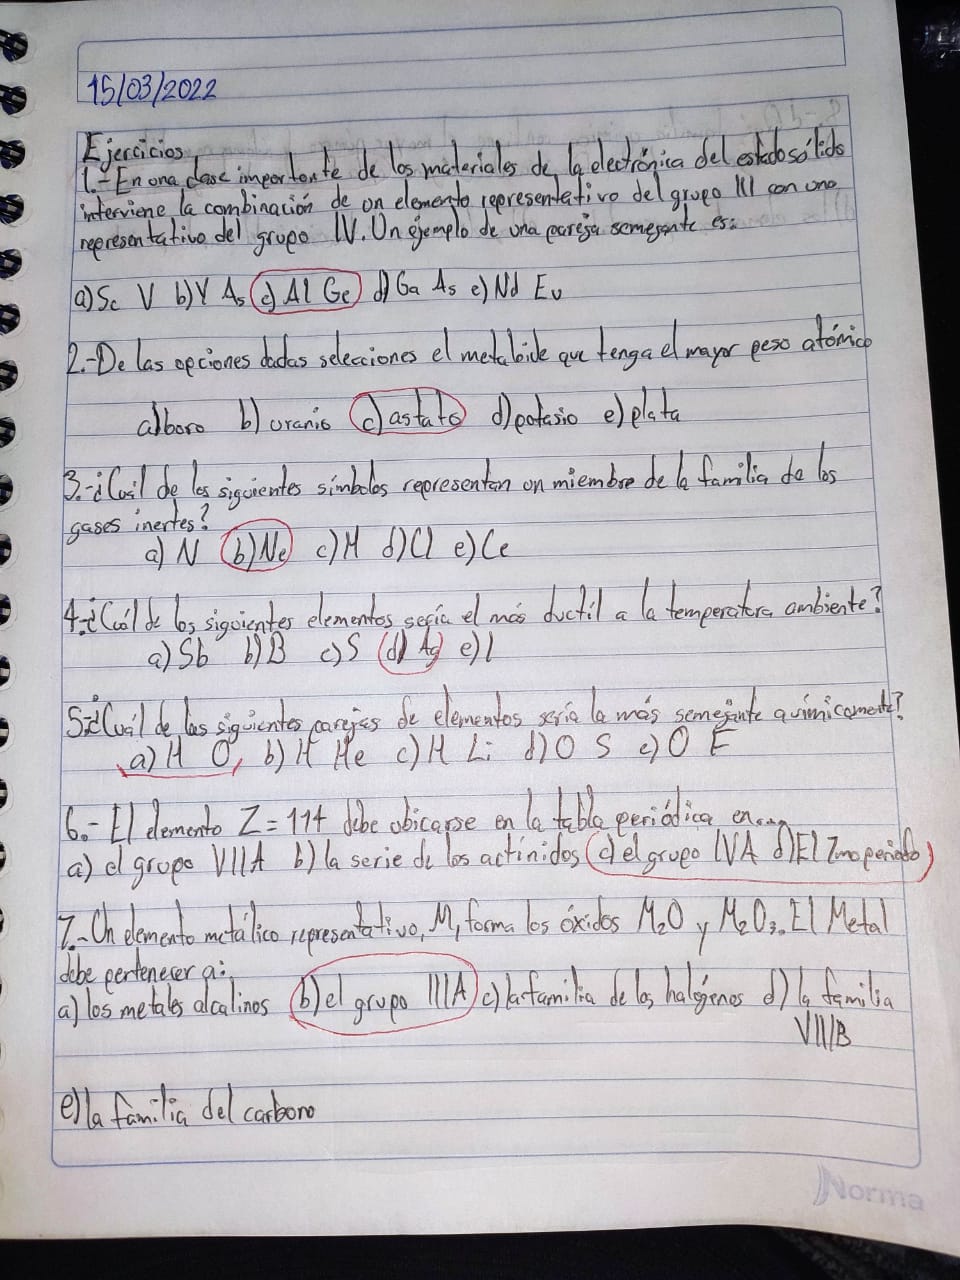 15/03/2022
Ejercicios
1.- En una clase importante de los materiales de la electrónica del estado sólido
interviene la combinación de un elemento representativo del grupo III con uno
representativo del grupo IV. Un ejemplo de una pareja semejante es:
a) Sc V b) Y As c) Al Ge d) Ga As e) Nd Eu
2.- De las opciones dadas selecciones el metaloide que tenga el mayor peso atómico
a) boro b) uranio c) astato d) potasio e) plata
3.- ¿Cuál de los siguientes símbolos representan un miembro de la familia de los
gases inertes?
a) N b) Ne c) H d) Cl e) Ce
4.- ¿Cuál de los siguientes elementos sería el más ductil a la temperatura ambiente?
a) Sb b) B c) S d) Ag e) I
5.- ¿Cuál de las siguientes parejas de elementos sería la más semejante químicamente?
a) H O, b) H He c) H Li d) O S e) O F
6.- El elemento Z = 114 debe ubicarse en la tabla periódica en...
a) el grupo VIIA b) la serie de los actínidos c) el grupo IVA d) El 7mo periodo
7.- Un elemento metálico representativo, M, forma los óxidos M2O y M2O3. El Metal
debe pertenecer a:
a) los metales alcalinos b) el grupo IIIA c) la familia de los halógenos d) la familia
VIIIB
e) la familia del carbono
Norma